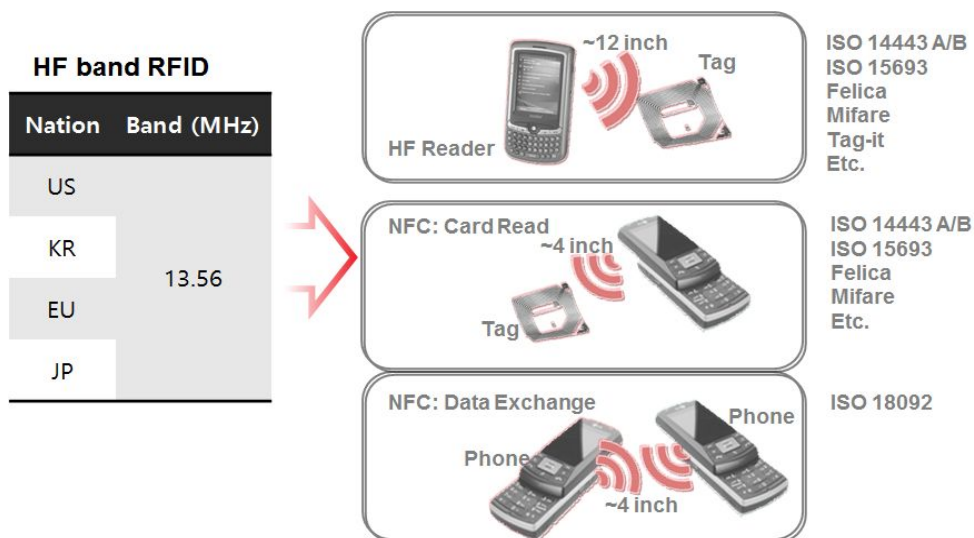 HF band RFID
Nation Band (MHz)
US
KR
13.56
EU
JP
~12 inch
Tag
HF Reader
ISO 14443 A/B
ISO 15693
Felica
Mifare
Tag-it
Etc.
NFC: Card Read
~4 inch
Tag
ISO 14443 A/B
ISO 15693
Felica
Mifare
Etc.
NFC: Data Exchange
Phone
Phone
~4 inch
ISO 18092